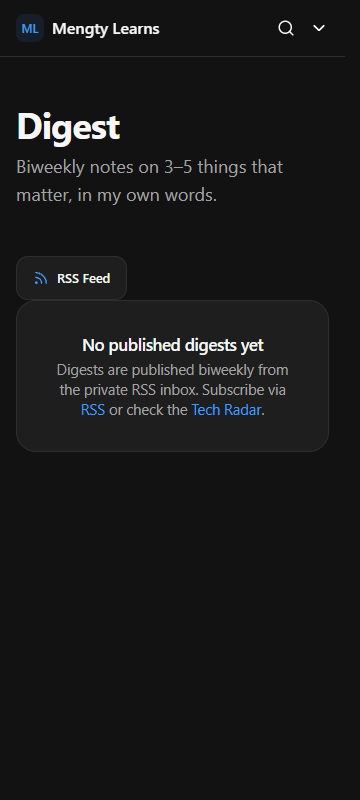 ML Mengty Learns
Digest
Biweekly notes on 3–5 things that
matter, in my own words.
RSS Feed
No published digests yet
Digests are published biweekly from
the private RSS inbox. Subscribe via
RSS or check the Tech Radar.